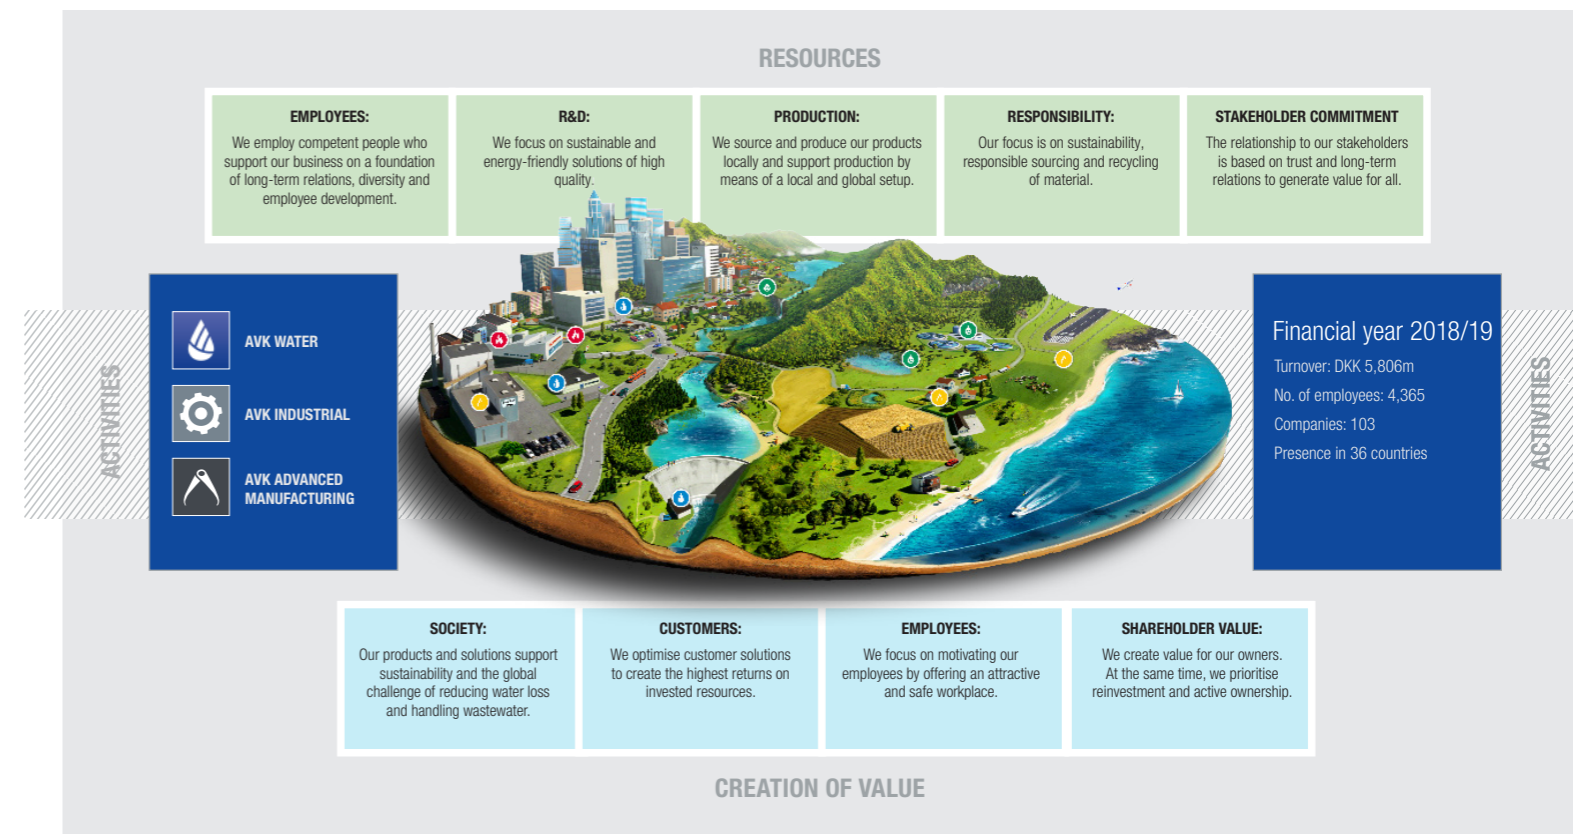 RESOURCES
EMPLOYEES:
We employ competent people who
support our business on a foundation
of long-term relations, diversity and
employee development.
R&D:
We focus on sustainable and
energy-friendly solutions of high
quality.
PRODUCTION:
We source and produce our products
locally and support production by
means of a local and global setup.
RESPONSIBILITY:
Our focus is on sustainability,
responsible sourcing and recycling
of material.
STAKEHOLDER COMMITMENT
The relationship to our stakeholders
is based on trust and long-term
relations to generate value for all.
ACTIVITIES
AVK WATER
AVK INDUSTRIAL
AVK ADVANCED
MANUFACTURING
Financial year 2018/19
Turnover: DKK 5,806m
No. of employees: 4,365
Companies: 103
Presence in 36 countries
ACTIVITIES
SOCIETY:
Our products and solutions support
sustainability and the global
challenge of reducing water loss
and handling wastewater.
CUSTOMERS:
We optimise customer solutions
to create the highest returns on
invested resources.
EMPLOYEES:
We focus on motivating our
employees by offering an attractive
and safe workplace.
SHAREHOLDER VALUE:
We create value for our owners.
At the same time, we prioritise
reinvestment and active ownership.
CREATION OF VALUE